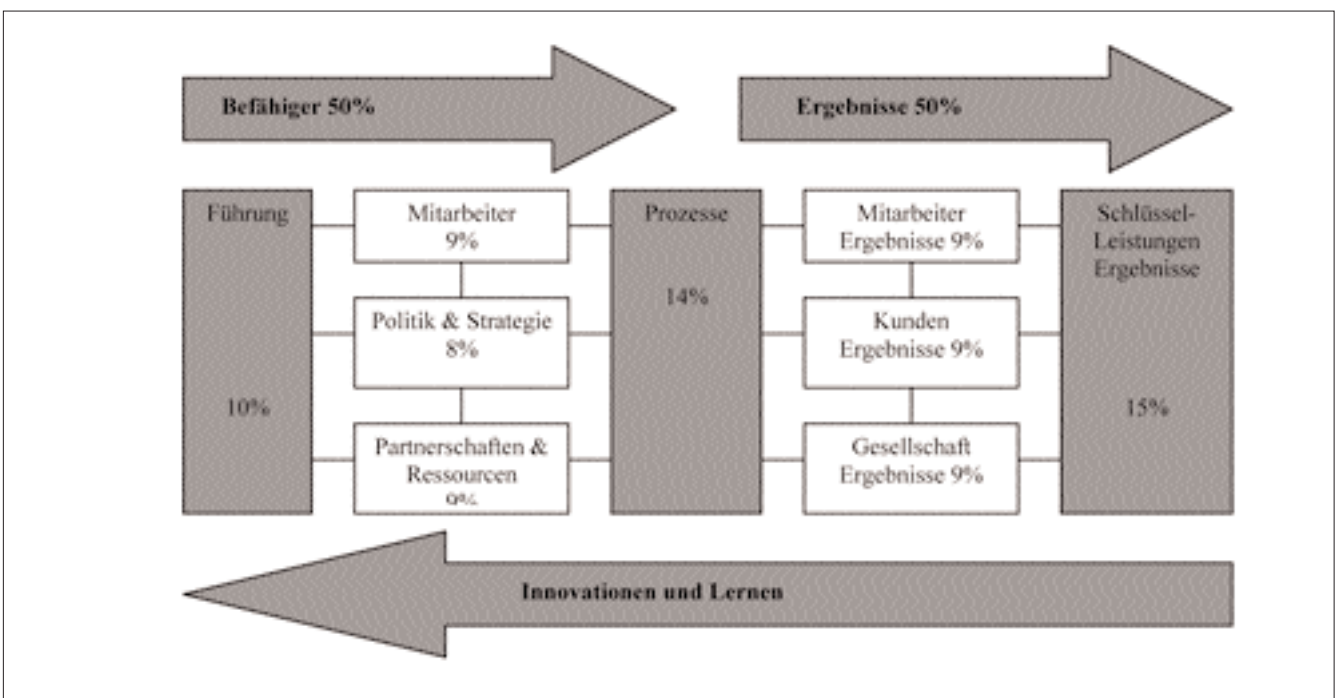 Befähiger 50%
Ergebnisse 50%
Führung
10%
Mitarbeiter
9%
Politik & Strategie
8%
Partnerschaften &
Ressourcen
9%
Prozesse
14%
Mitarbeiter
Ergebnisse 9%
Kunden
Ergebnisse 9%
Gesellschaft
Ergebnisse 9%
Schlüssel-
Leistungen
Ergebnisse
15%
Innovationen und Lernen